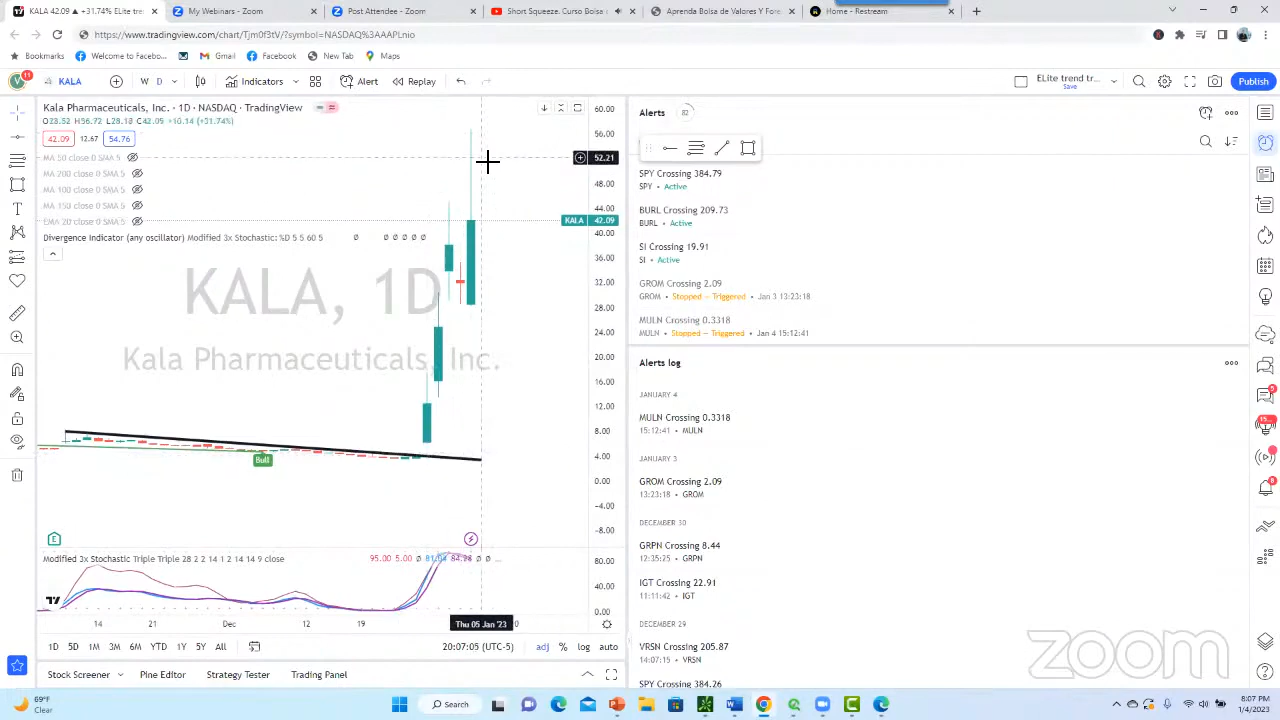 KALA 42.09 ▲ +31.74% Elite tre
My Webinars - Zoom
Post Attendee - Zoom
Short Squeeze. Curso Bolsa
Aprenda Bolsa de Valores Y Fore
Home - Restream
https://www.tradingview.com/chart/Tjm0f3tV/?symbol=NASDAQ%3AAAPLnio
Bookmarks
Welcome to Facebo...
Gmail
Facebook
New Tab
Maps
11
KALA
W D
Indicators
Alert
Replay
ELite trend tr...
Save
Publish
Kala Pharmaceuticals, Inc. · 1D · NASDAQ · TradingView
42.09 12.67 54.76
MA 50 close 0 SMA 5
MA 200 close 0 SMA 5
MA 100 close 0 SMA 5
MA 150 close 0 SMA 5
EMA 20 close 0 SMA 5
Divergence Indicator (any oscillator) Modified 3x Stochastic: %D 5 5 60 5 ∅ ∅ ∅ ∅ ∅ ∅
KALA, 1D
Kala Pharmaceuticals, Inc.
Bull
E
60.00
56.00
52.21
48.00
44.00
KALA 42.09
40.00
36.00
32.00
28.00
24.00
20.00
16.00
12.00
8.00
4.00
0.00
−4.00
−8.00
Modified 3x Stochastic Triple Triple 28 2 2 14 1 2 14 14 9 close 95.00 5.00 ∅ 81.04 84.98 ∅ ∅ ...
80.00
40.00
0.00
14 21 Dec 12 19 Thu 05 Jan '23
1D 5D 1M 3M 6M YTD 1Y 5Y All
20:07:05 (UTC-5)
adj % log auto
Stock Screener
Pine Editor
Strategy Tester
Trading Panel
Alerts 82
SPY Crossing 384.79
SPY • Active
BURL Crossing 209.73
BURL • Active
SI Crossing 19.91
SI • Active
GROM Crossing 2.09
GROM • Stopped — Triggered • Jan 3 13:23:18
MULN Crossing 0.3318
MULN • Stopped — Triggered • Jan 4 15:12:41
Alerts log
JANUARY 4
MULN Crossing 0.3318
15:12:41 • MULN
JANUARY 3
GROM Crossing 2.09
13:23:18 • GROM
DECEMBER 30
GRPN Crossing 8.44
12:35:25 • GRPN
IGT Crossing 22.91
11:11:42 • IGT
DECEMBER 29
VRSN Crossing 205.87
14:07:15 • VRSN
SPY Crossing 384.26
zoom
69°F
Clear
Search
8:07 PM
1/4/2023